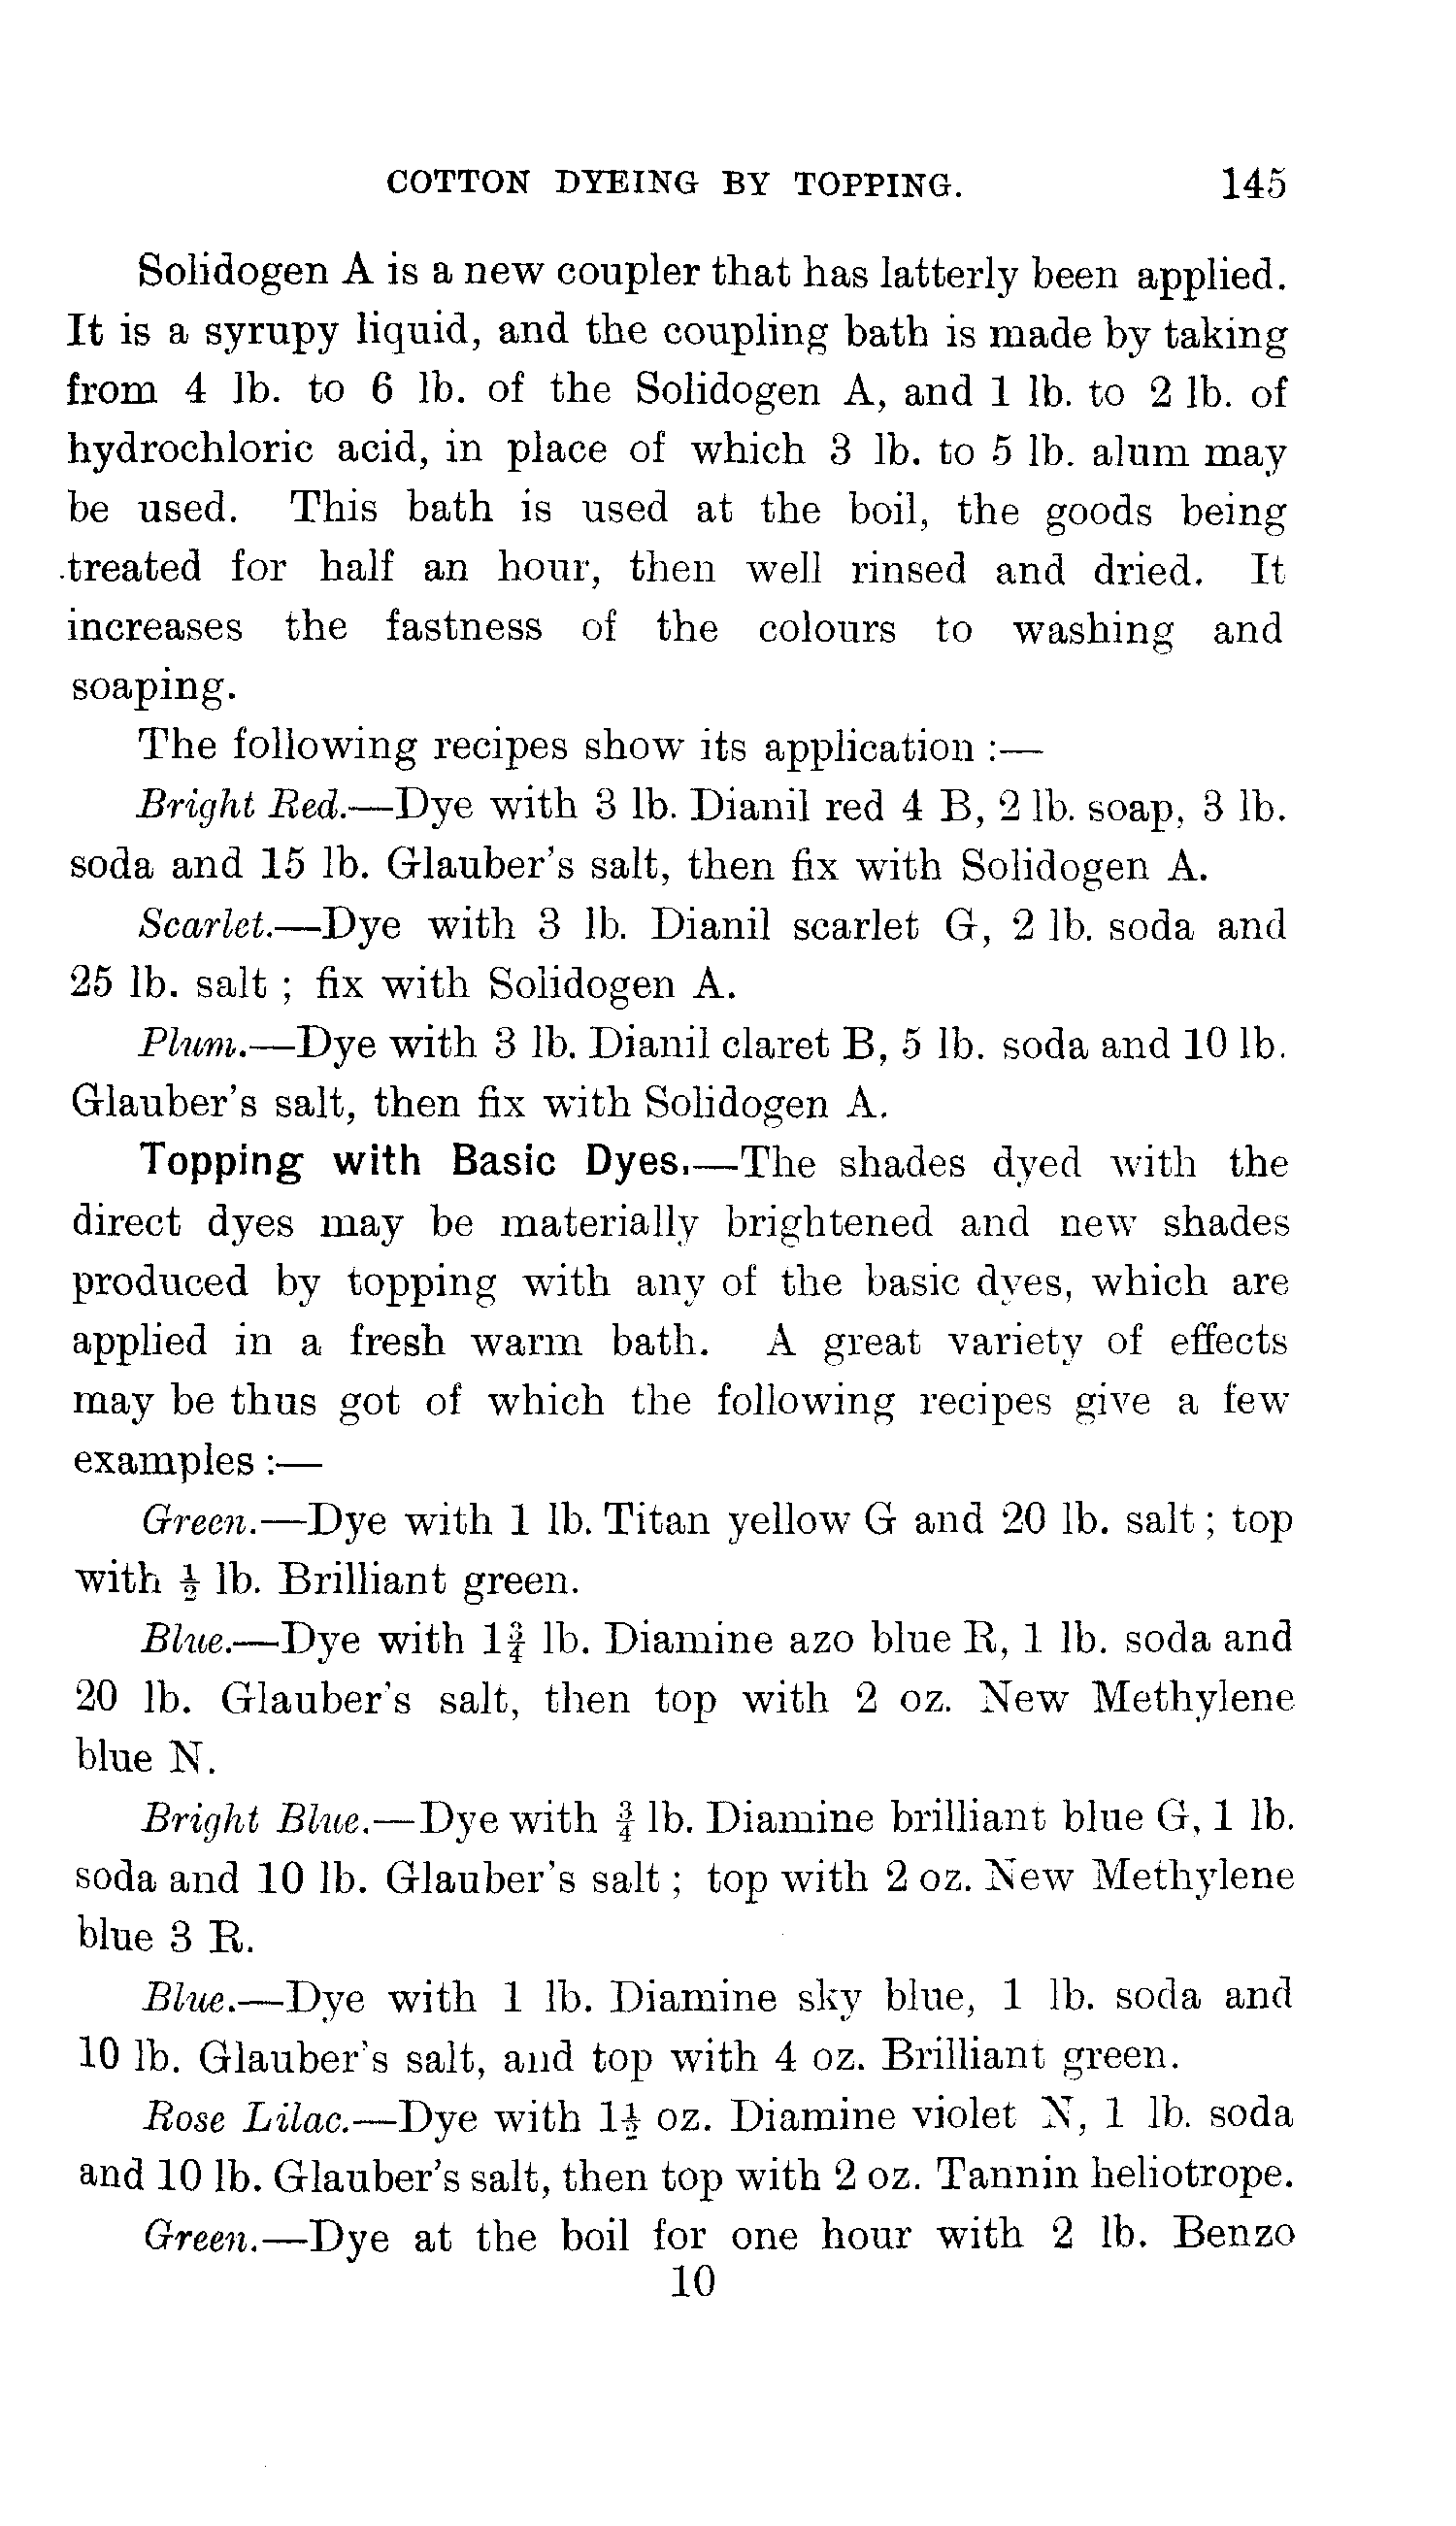 COTTON DYEING BY TOPPING. 145
Solidogen A is a new coupler that has latterly been applied.
It is a syrupy liquid, and the coupling bath is made by taking
from 4 lb. to 6 lb. of the Solidogen A, and 1 lb. to 2 lb. of
hydrochloric acid, in place of which 3 lb. to 5 lb. alum may
be used. This bath is used at the boil, the goods being
treated for half an hour, then well rinsed and dried. It
increases the fastness of the colours to washing and
soaping.
The following recipes show its application :—
Bright Red.—Dye with 3 lb. Dianil red 4 B, 2 lb. soap, 3 lb.
soda and 15 lb. Glauber's salt, then fix with Solidogen A.
Scarlet.—Dye with 3 lb. Dianil scarlet G, 2 lb. soda and
25 lb. salt ; fix with Solidogen A.
Plum.—Dye with 3 lb. Dianil claret B, 5 lb. soda and 10 lb.
Glauber's salt, then fix with Solidogen A.
Topping with Basic Dyes.—The shades dyed with the
direct dyes may be materially brightened and new shades
produced by topping with any of the basic dyes, which are
applied in a fresh warm bath. A great variety of effects
may be thus got of which the following recipes give a few
examples :—
Green.—Dye with 1 lb. Titan yellow G and 20 lb. salt ; top
with ½ lb. Brilliant green.
Blue.—Dye with 1¾ lb. Diamine azo blue R, 1 lb. soda and
20 lb. Glauber's salt, then top with 2 oz. New Methylene
blue N.
Bright Blue.—Dye with ¾ lb. Diamine brilliant blue G, 1 lb.
soda and 10 lb. Glauber's salt ; top with 2 oz. New Methylene
blue 3 R.
Blue.—Dye with 1 lb. Diamine sky blue, 1 lb. soda and
10 lb. Glauber's salt, and top with 4 oz. Brilliant green.
Rose Lilac.—Dye with 1½ oz. Diamine violet N, 1 lb. soda
and 10 lb. Glauber's salt, then top with 2 oz. Tannin heliotrope.
Green.—Dye at the boil for one hour with 2 lb. Benzo
10